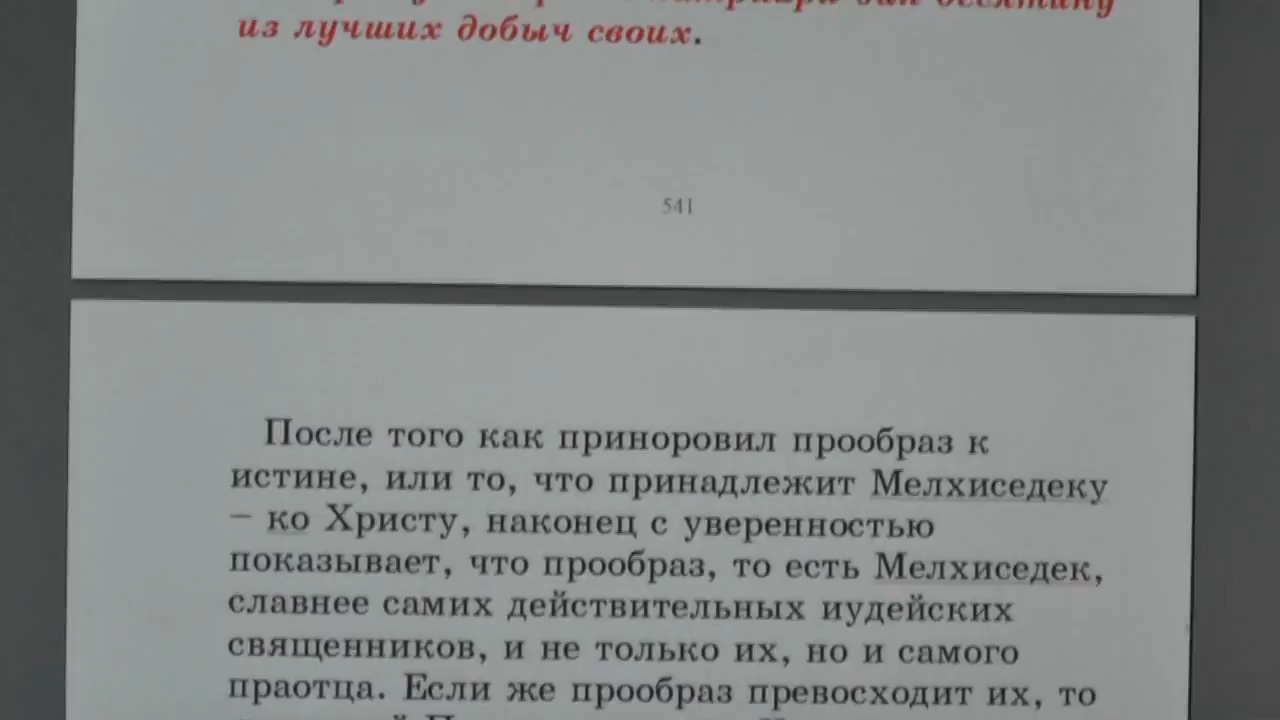 дал десятину
из лучших добыч своих.
541
После того как приноровил прообраз к
истине, или то, что принадлежит Мелхиседеку
– ко Христу, наконец с уверенностью
показывает, что прообраз, то есть Мелхиседек,
славнее самих действительных иудейских
священников, и не только их, но и самого
праотца. Если же прообраз превосходит их, то